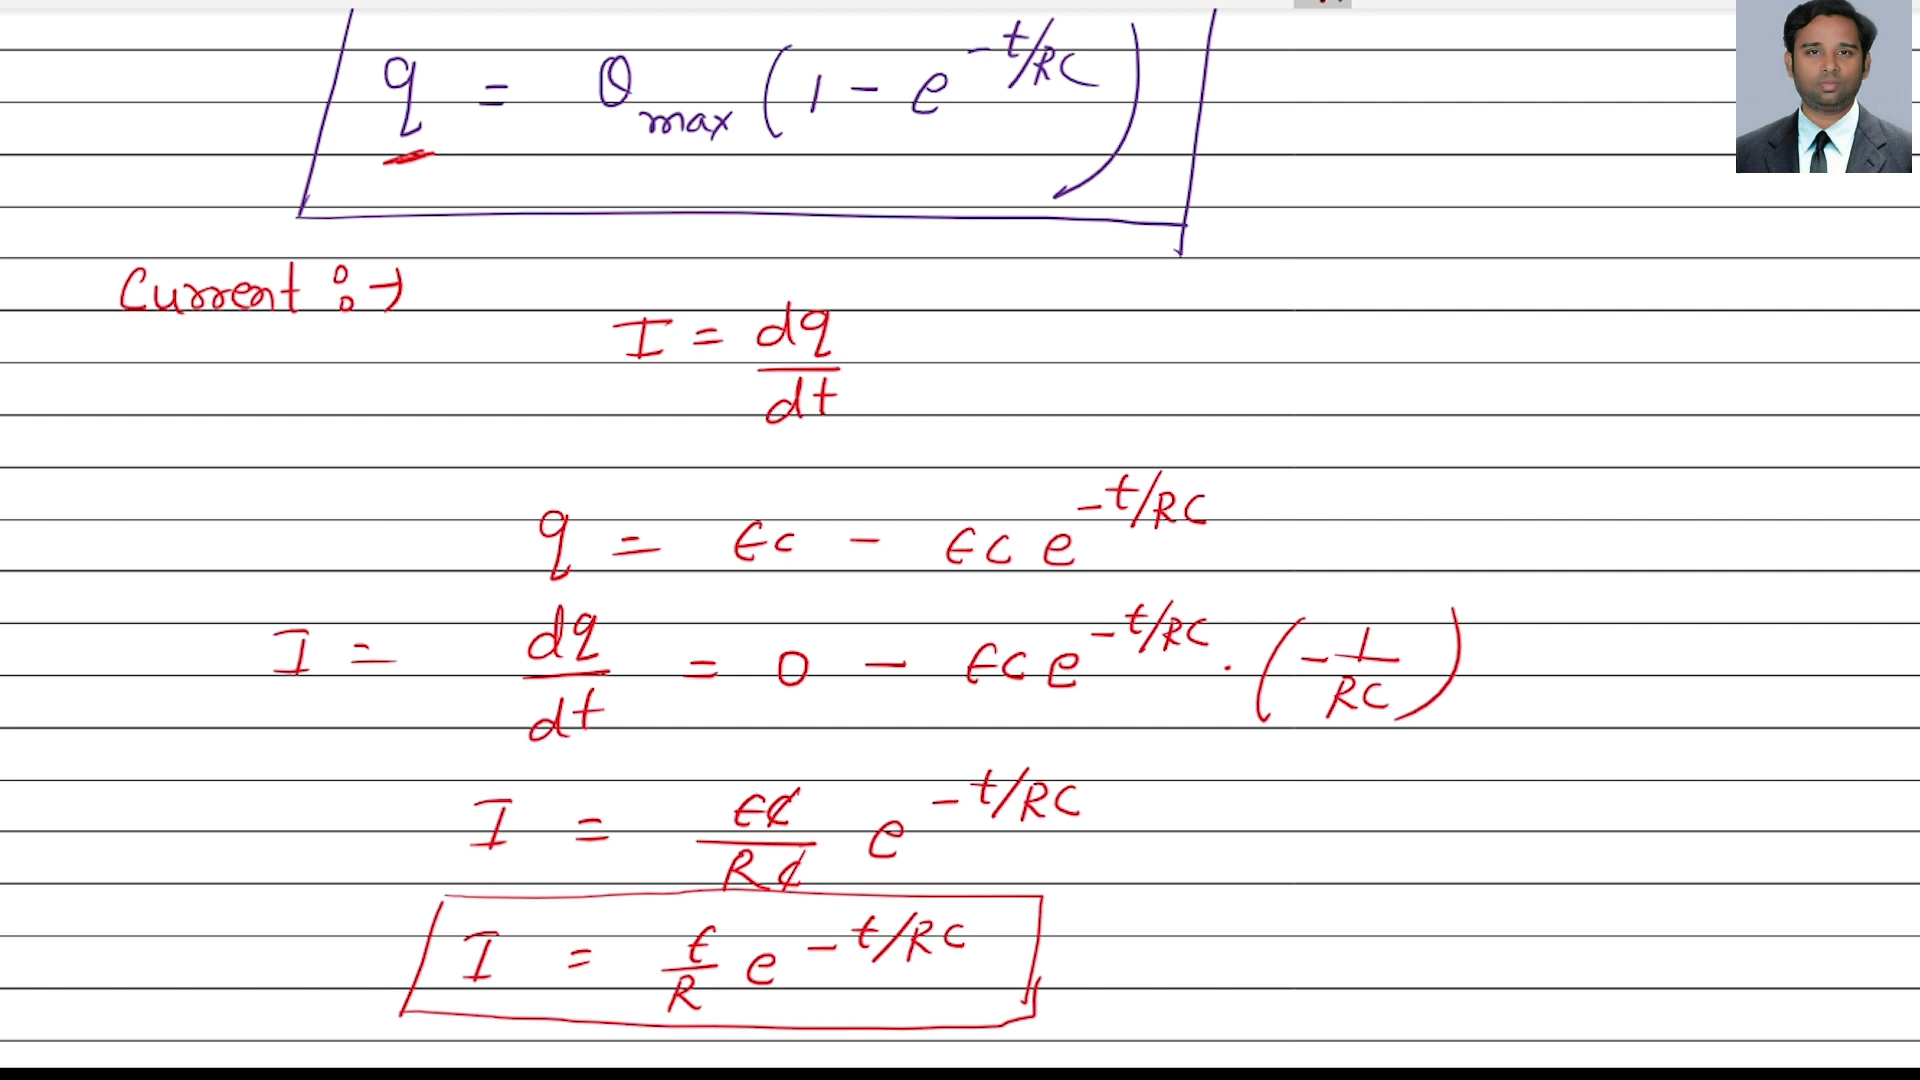 q = Q max (1 - e^{-t/RC})
Current :→
I = dq/dt
q = ϵc - ϵc e^{-t/RC}
I = dq/dt = 0 - ϵc e^{-t/RC} . (-1/RC)
I = ϵC/RC e^{-t/RC}
I = ϵ/R e^{-t/RC}